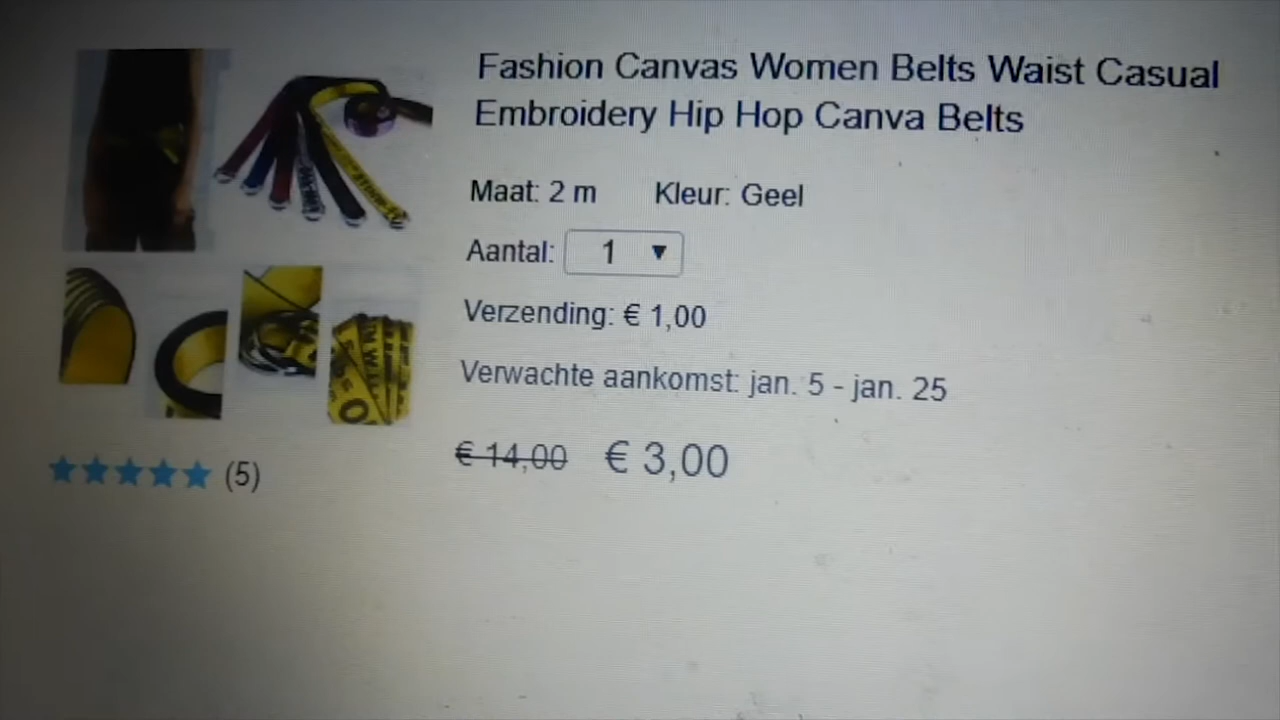 Fashion Canvas Women Belts Waist Casual
Embroidery Hip Hop Canva Belts
Maat: 2 m Kleur: Geel
Aantal: 1 ▼
Verzending: € 1,00
Verwachte aankomst: jan. 5 - jan. 25
€ 14,00 € 3,00
★★★★★ (5)